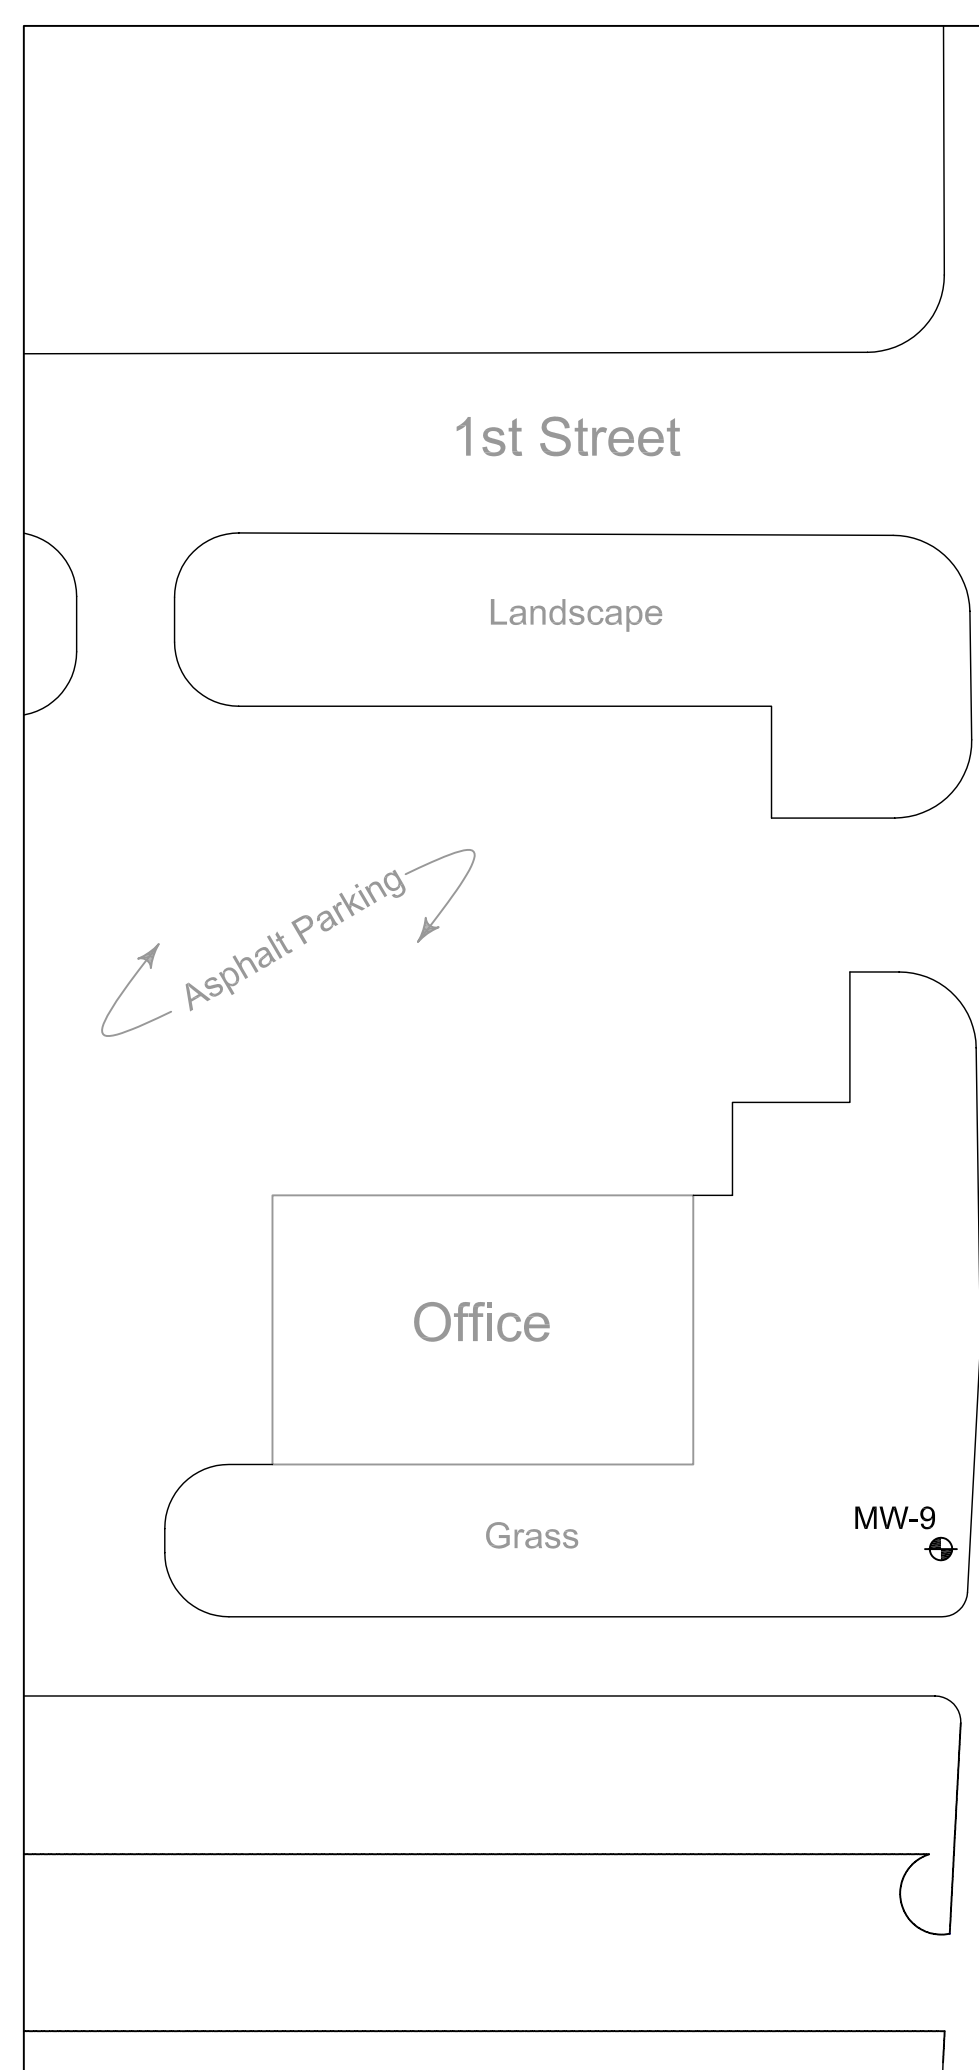 1st Street
Landscape
Asphalt Parking
Office
MW-9
Grass